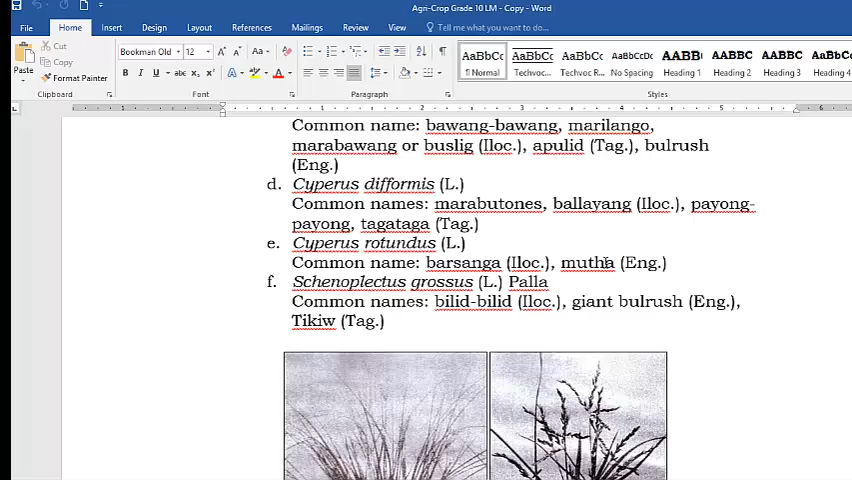 Agri-Crop Grade 10 LM - Copy - Word
File Home Insert Design Layout References Mailings Review View Tell me what you want to do...
Paste
Cut
Copy
Format Painter
Clipboard
Bookman Old 12
Font
Paragraph
AaBbCc AaBbCc AaBbCc AaBbCcDc AABB( AABBC AaBbC AaBbCc
¶ Normal Techvoc... Techvoc R... No Spacing Heading 1 Heading 2 Heading 3 Heading 4
Styles
Common name: bawang-bawang, marilango,
marabawang or buslig (Iloc.), apulid (Tag.), bulrush
(Eng.)
d. Cyperus difformis (L.)
Common names: marabutones, ballayang (Iloc.), payong-
payong, tagataga (Tag.)
e. Cyperus rotundus (L.)
Common name: barsanga (Iloc.), mutha (Eng.)
f. Schenoplectus grossus (L.) Palla
Common names: bilid-bilid (Iloc.), giant bulrush (Eng.),
Tikiw (Tag.)